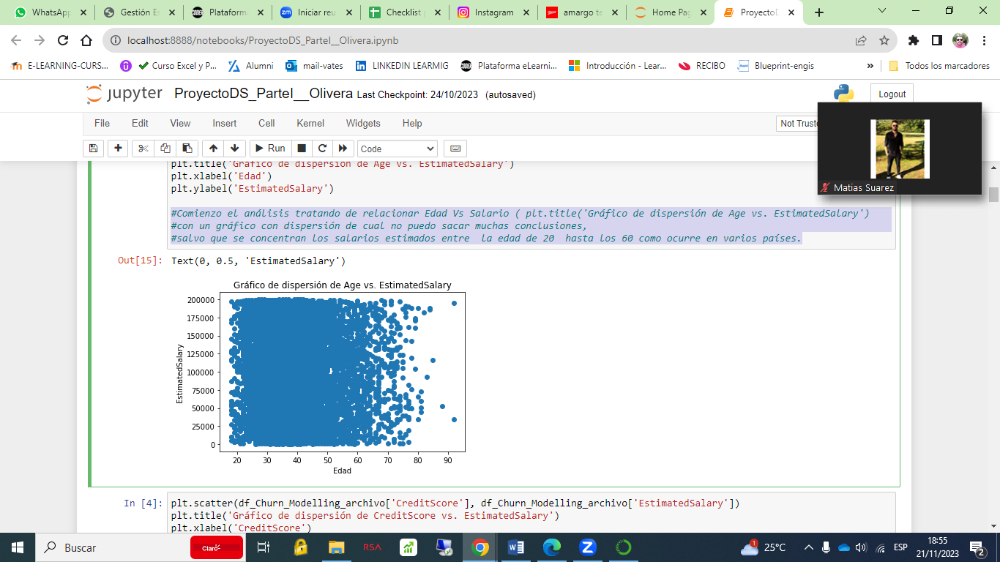 WhatsApp
Gestión Es
Plataform
Iniciar reu
Checklist p
Instagram
amargo te
Home Pag
ProyectoD
localhost:8888/notebooks/ProyectoDS_Partel__Olivera.ipynb
E-LEARNING-CURS...
Curso Excel y P...
Alumni
mail-vates
LINKEDIN LEARMIG
Plataforma eLearni...
Introducción - Lear...
RECIBO
Blueprint-engis
»
Todos los marcadores
jupyter ProyectoDS_Partel__Olivera Last Checkpoint: 24/10/2023 (autosaved)
Logout
File Edit View Insert Cell Kernel Widgets Help
Not Truste
Run
Code
Matias Suarez
plt.title('Gráfico de dispersión de Age vs. EstimatedSalary')
plt.xlabel('Edad')
plt.ylabel('EstimatedSalary')
#Comienzo el análisis tratando de relacionar Edad Vs Salario ( plt.title('Gráfico de dispersión de Age vs. EstimatedSalary')
#con un gráfico con dispersión de cual no puedo sacar muchas conclusiones,
#salvo que se concentran los salarios estimados entre  la edad de 20  hasta los 60 como ocurre en varios países.
Out[15]: Text(0, 0.5, 'EstimatedSalary')
Gráfico de dispersión de Age vs. EstimatedSalary
200000
175000
150000
125000
100000
75000
50000
25000
0
EstimatedSalary
20 30 40 50 60 70 80 90
Edad
In [4]: plt.scatter(df_Churn_Modelling_archivo['CreditScore'], df_Churn_Modelling_archivo['EstimatedSalary'])
plt.title('Gráfico de dispersión de CreditScore vs. EstimatedSalary')
plt.xlabel('CreditScore')
Buscar
Claro
RSA
1
25°C
ESP
18:55
21/11/2023
2